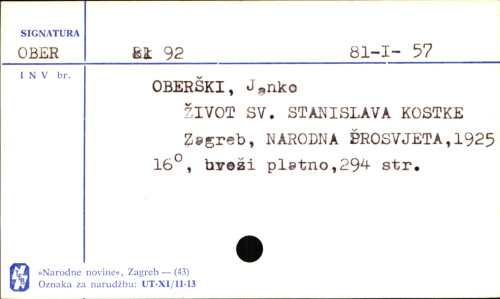 SIGNATURA
OBER 81 92 81-I- 57
I N V br.
OBERŠKI, Janko
ŽIVOT SV. STANISLAVA KOSTKE
Zagreb, NARODNA PROSVJETA,1925
16°, uveži platno,294 str.
»Narodne novine«, Zagreb — (43)
Oznaka za narudžbu: UT-XI/11-13